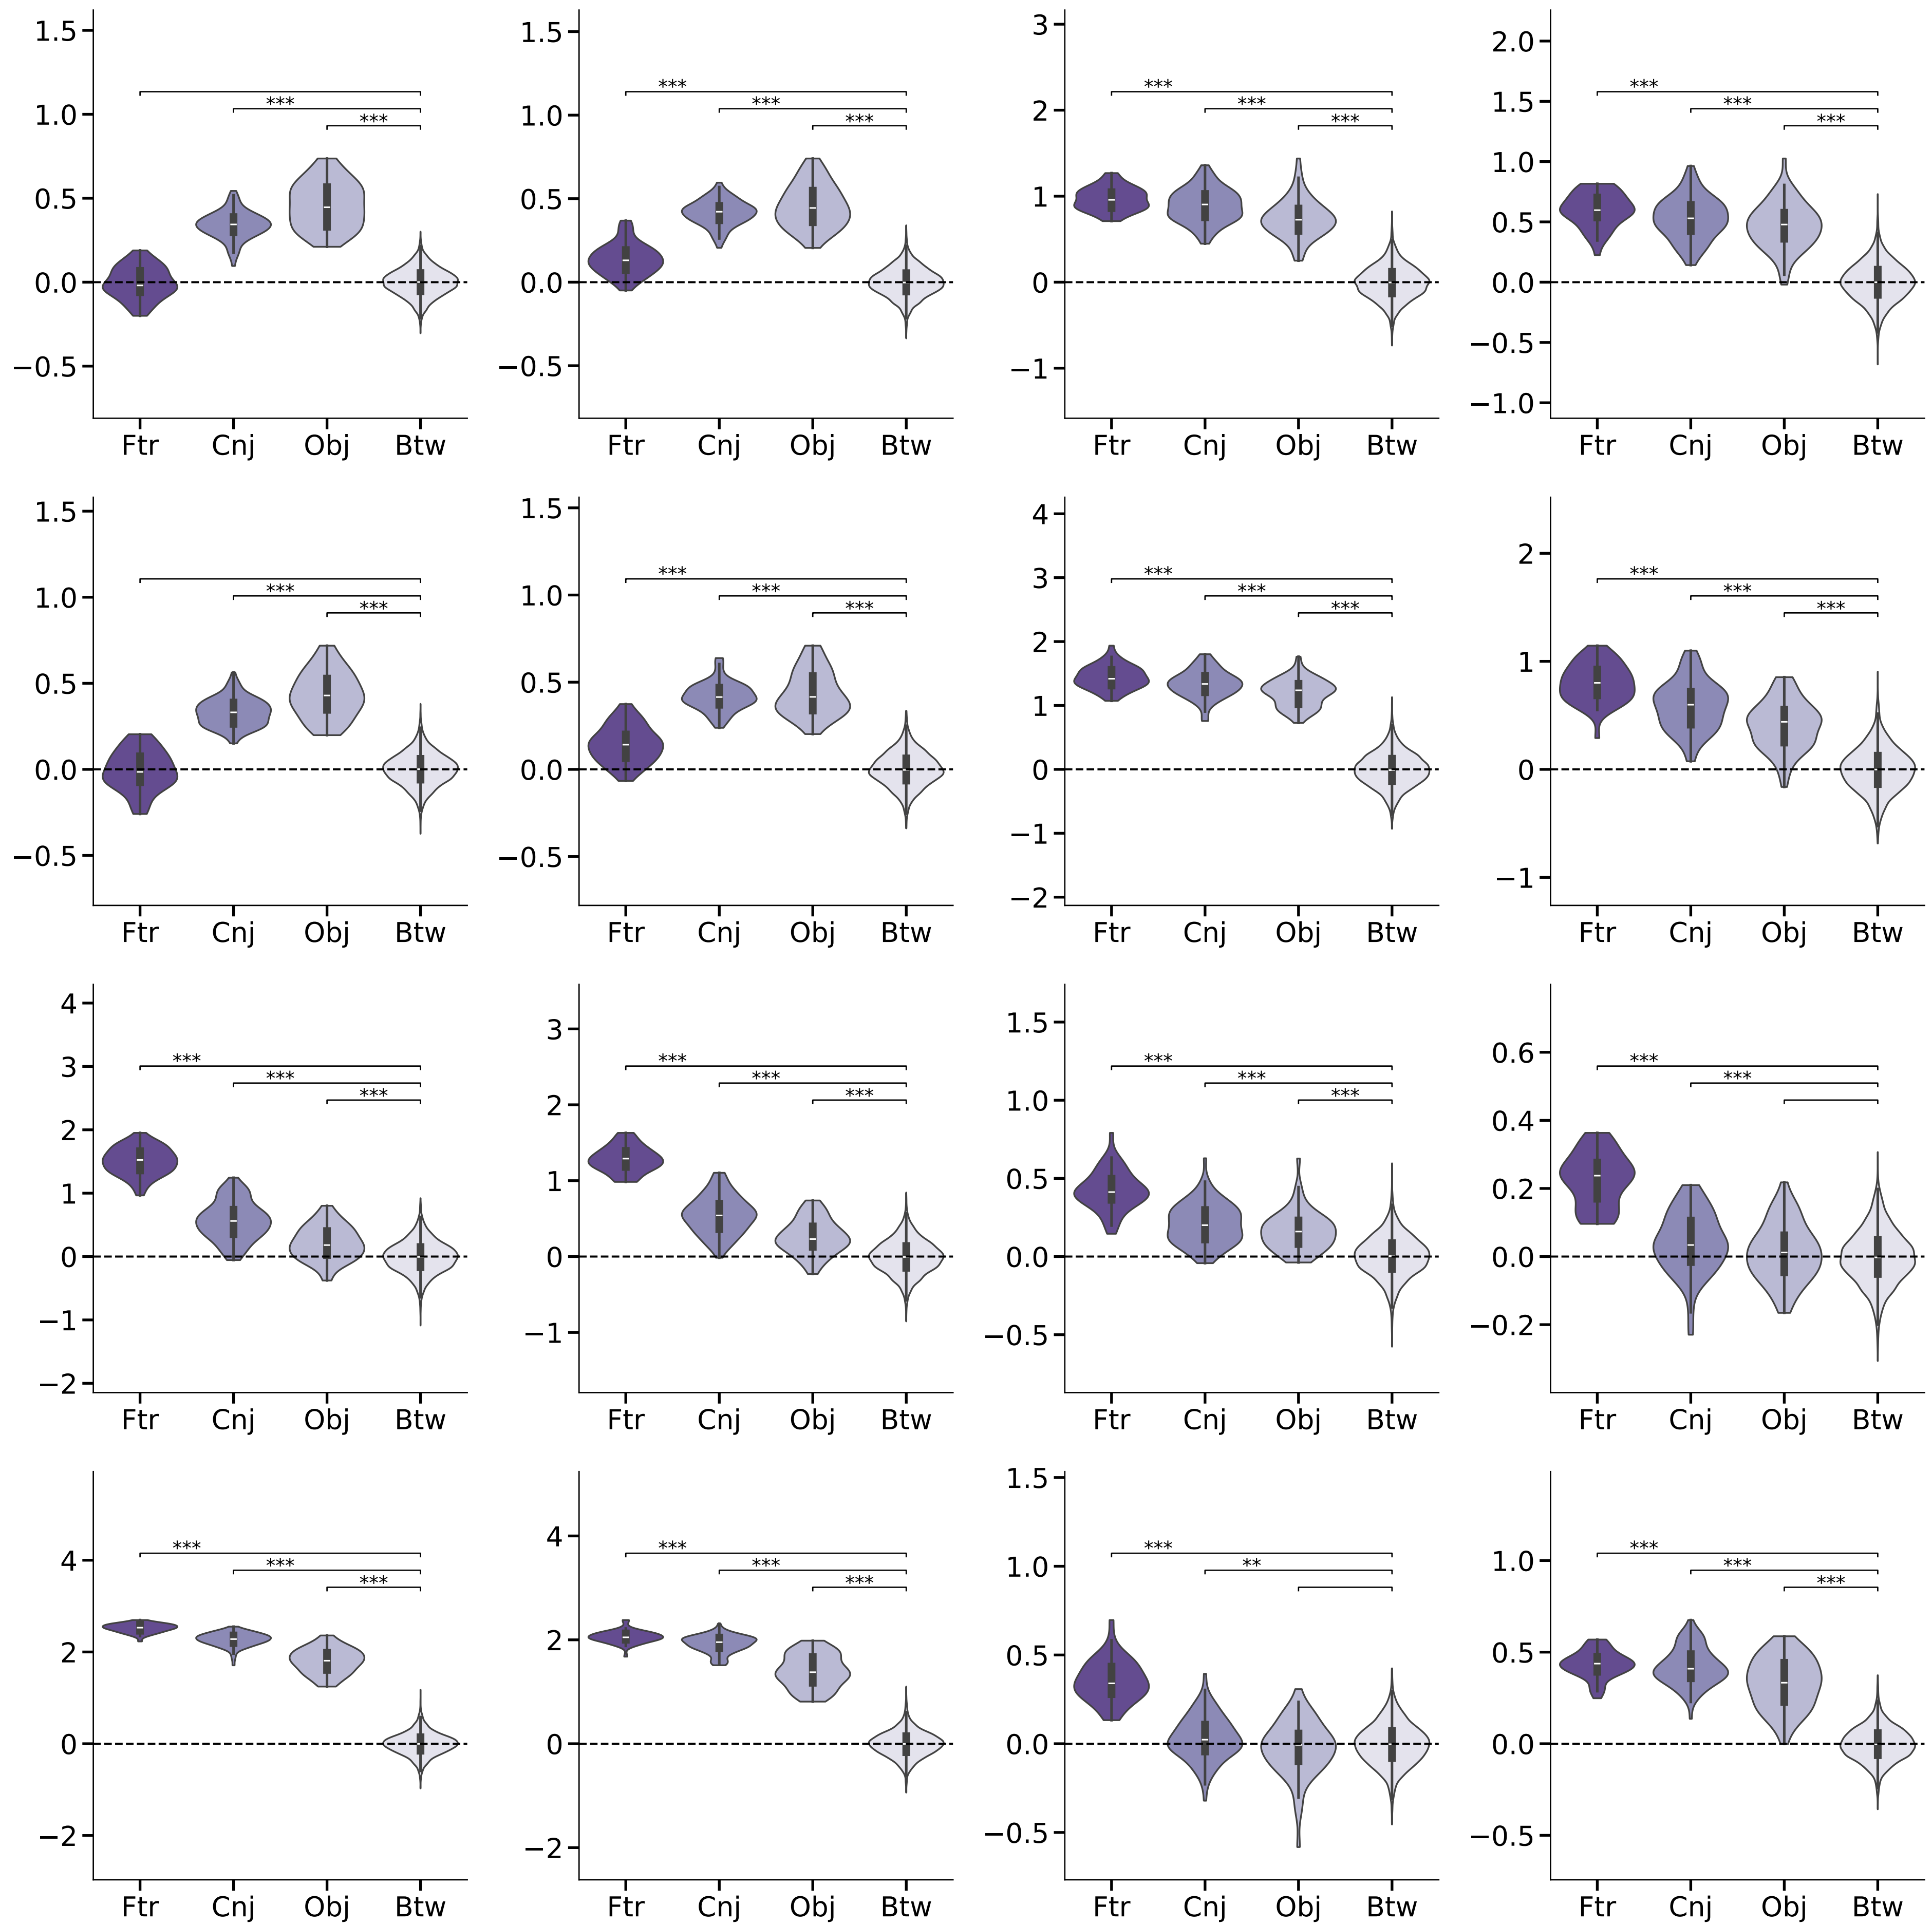 1.5 1.0 0.5 0.0 −0.5
*** *** 
Ftr Cnj Obj Btw
1.5 1.0 0.5 0.0 −0.5
*** *** ***
Ftr Cnj Obj Btw
3 2 1 0 −1
*** *** ***
Ftr Cnj Obj Btw
2.0 1.5 1.0 0.5 0.0 −0.5 −1.0
*** *** ***
Ftr Cnj Obj Btw
1.5 1.0 0.5 0.0 −0.5
*** ***
Ftr Cnj Obj Btw
1.5 1.0 0.5 0.0 −0.5
*** *** ***
Ftr Cnj Obj Btw
4 3 2 1 0 −1 −2
*** *** ***
Ftr Cnj Obj Btw
2 1 0 −1
*** *** ***
Ftr Cnj Obj Btw
4 3 2 1 0 −1 −2
*** *** ***
Ftr Cnj Obj Btw
3 2 1 0 −1
*** *** ***
Ftr Cnj Obj Btw
1.5 1.0 0.5 0.0 −0.5
*** *** ***
Ftr Cnj Obj Btw
0.6 0.4 0.2 0.0 −0.2
*** ***
Ftr Cnj Obj Btw
4 2 0 −2
*** *** ***
Ftr Cnj Obj Btw
4 2 0 −2
*** *** ***
Ftr Cnj Obj Btw
1.5 1.0 0.5 0.0 −0.5
*** **
Ftr Cnj Obj Btw
1.0 0.5 0.0 −0.5
*** *** ***
Ftr Cnj Obj Btw